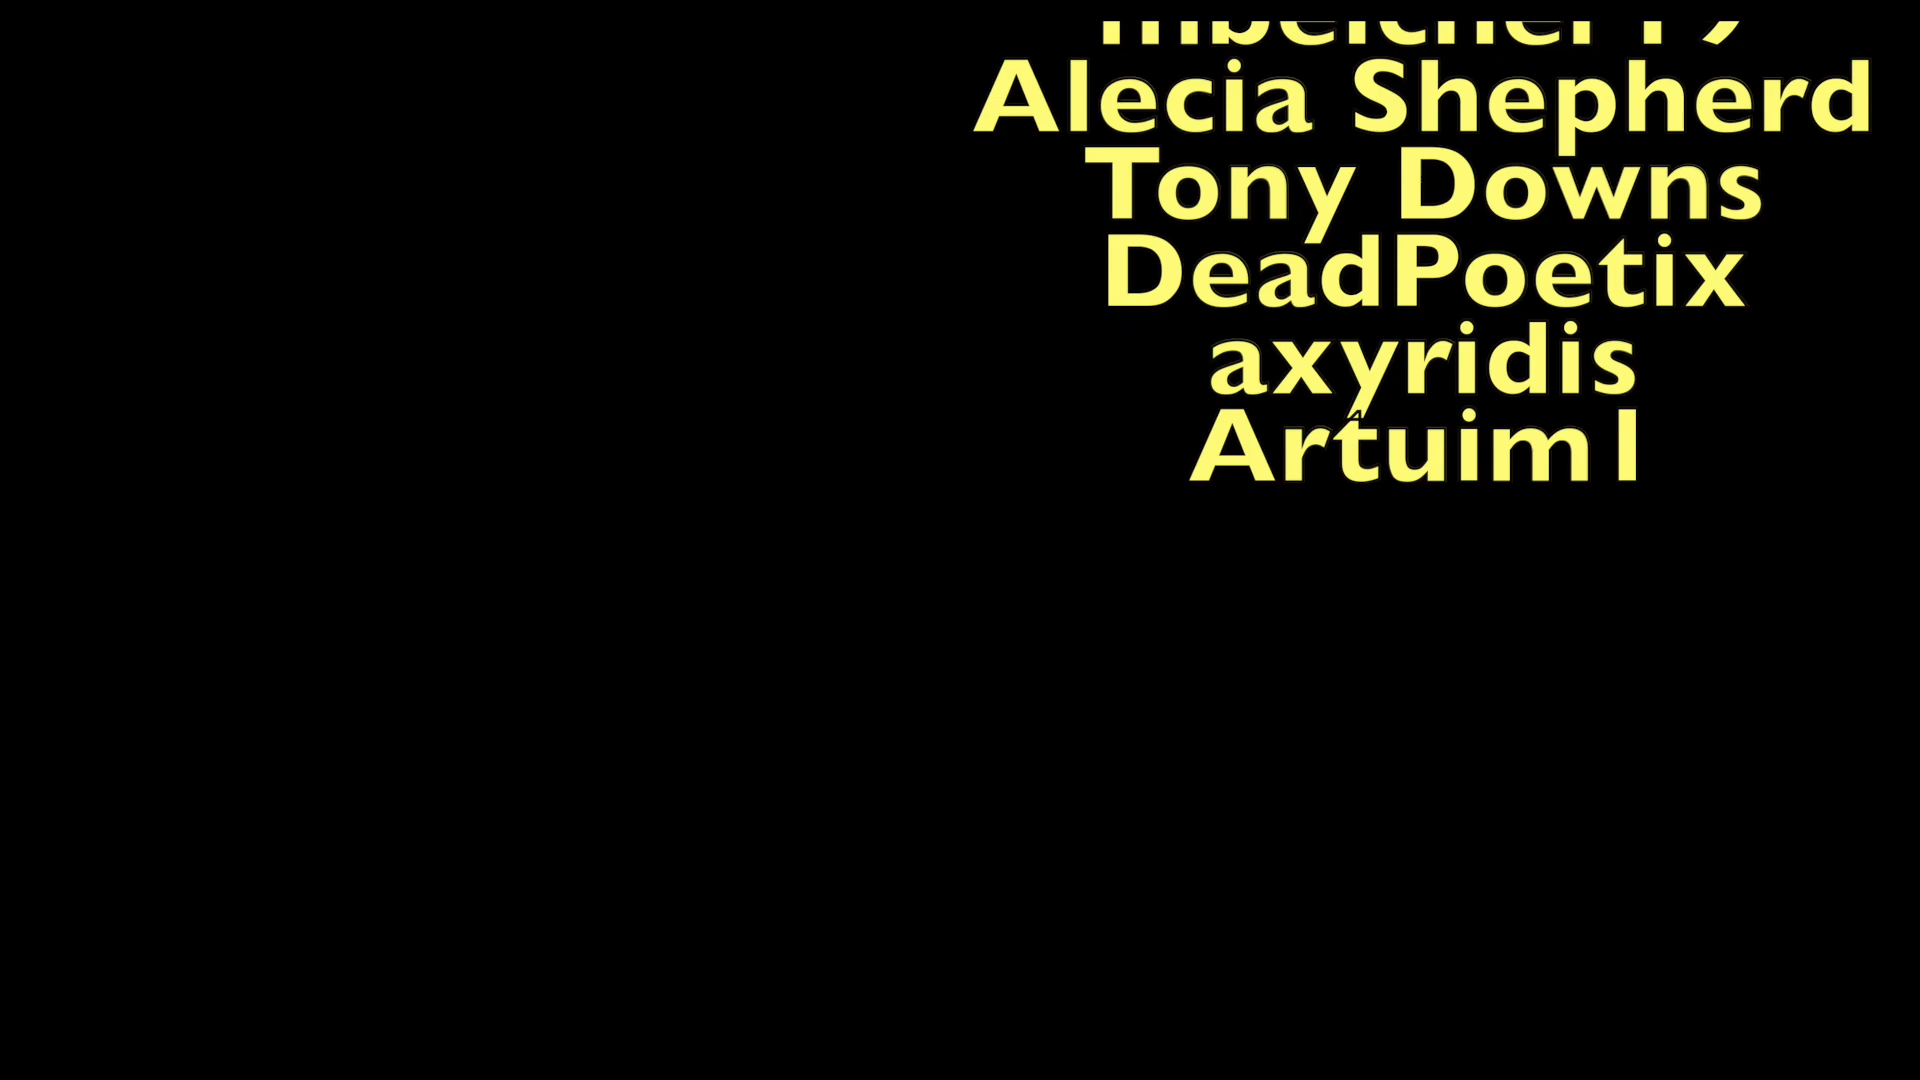 Alecia Shepherd
Tony Downs
DeadPoetix
axyridis
Artuim1